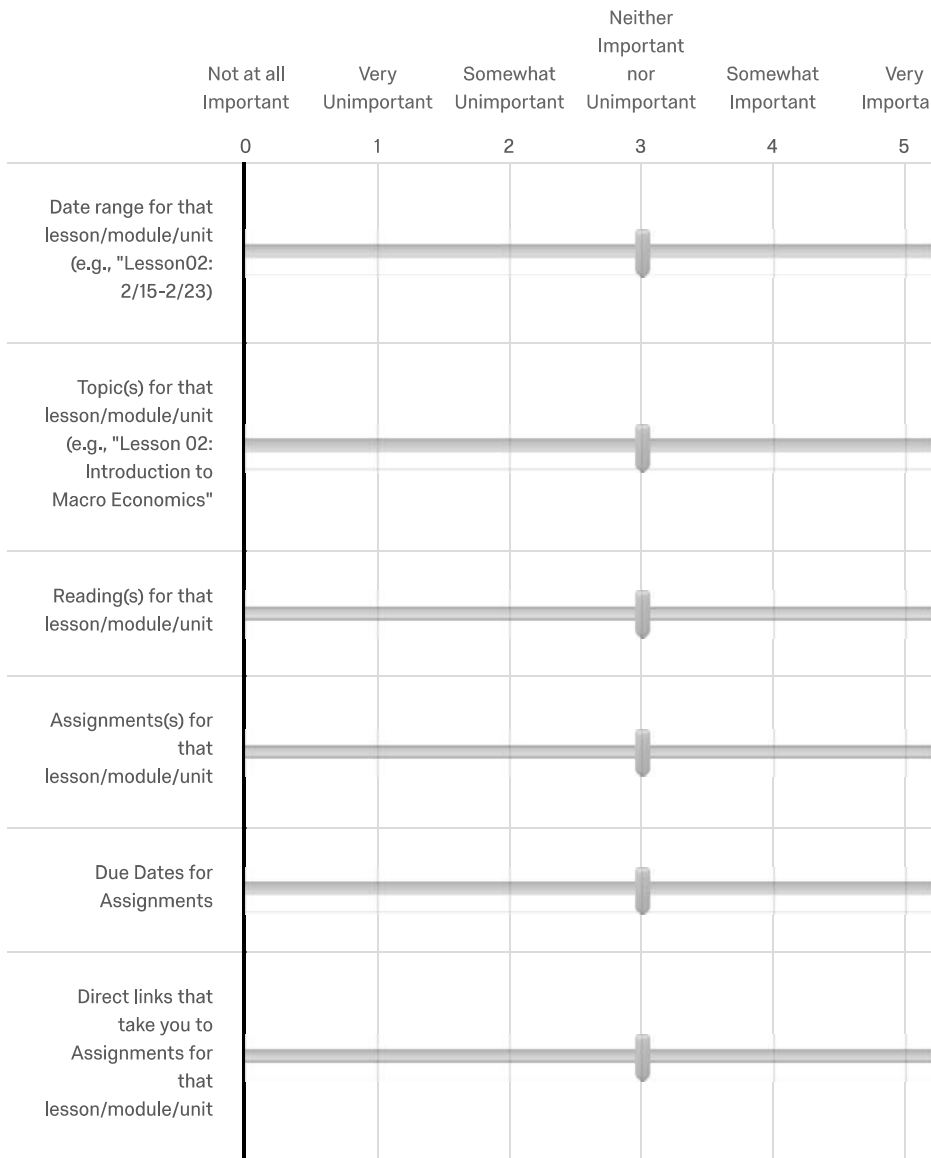 Neither
Important
Not at all Very Somewhat nor Somewhat Very
Important Unimportant Unimportant Unimportant Important Importa
0 1 2 3 4 5
Date range for that
lesson/module/unit
(e.g., "Lesson02:
2/15-2/23)
Topic(s) for that
lesson/module/unit
(e.g., "Lesson 02:
Introduction to
Macro Economics"
Reading(s) for that
lesson/module/unit
Assignments(s) for
that
lesson/module/unit
Due Dates for
Assignments
Direct links that
take you to
Assignments for
that
lesson/module/unit